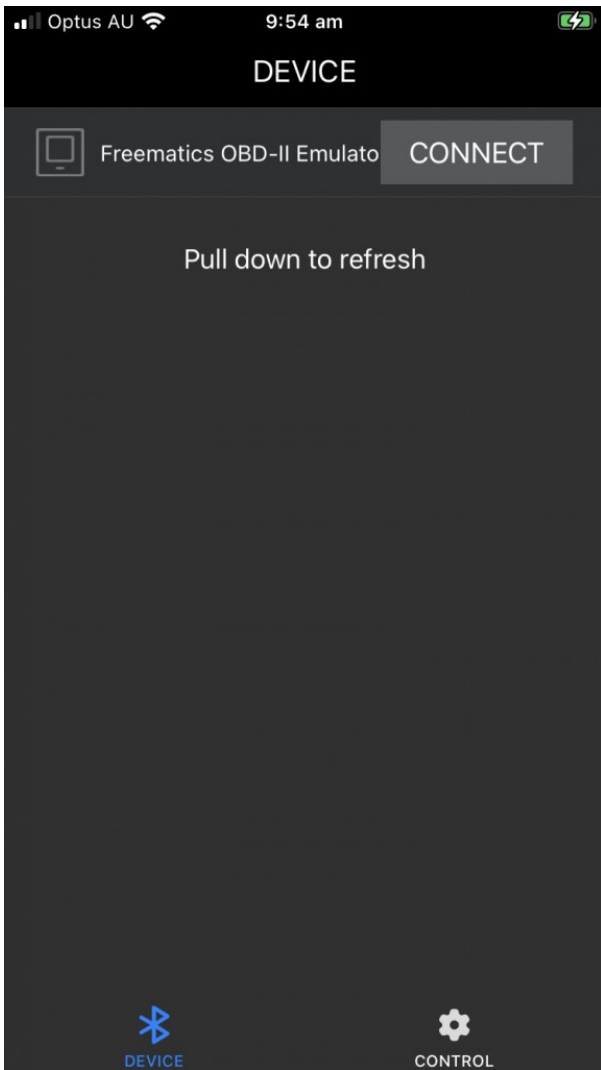 Optus AU 9:54 am
DEVICE
Freematics OBD-II Emulato CONNECT
Pull down to refresh
DEVICE CONTROL